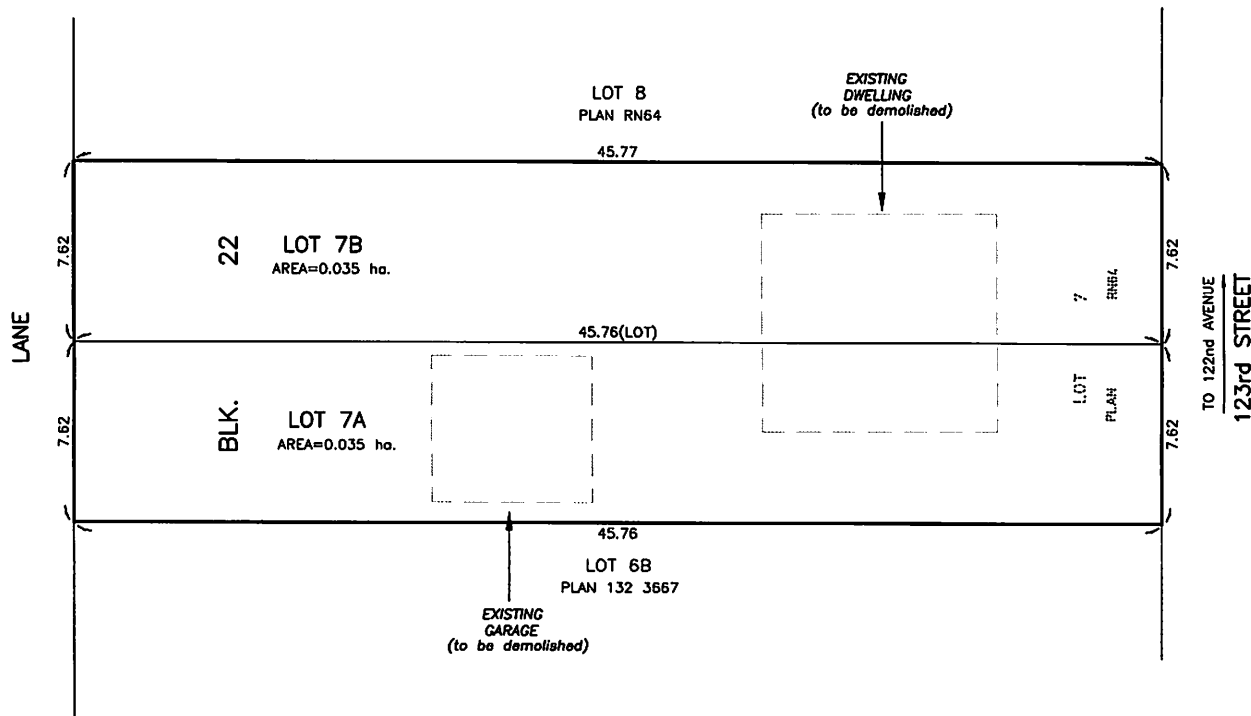 EXISTING
DWELLING
(to be demolished)
LOT 8
PLAN RN64
45.77
7.62
22
LOT 7B
AREA=0.035 ha.
7.62
7
RN64
LANE
45.76(LOT)
TO 122nd AVENUE
123rd STREET
LOT
PLAN
7.62
BLK.
LOT 7A
AREA=0.035 ha.
7.62
45.76
LOT 6B
PLAN 132 3667
EXISTING
GARAGE
(to be demolished)